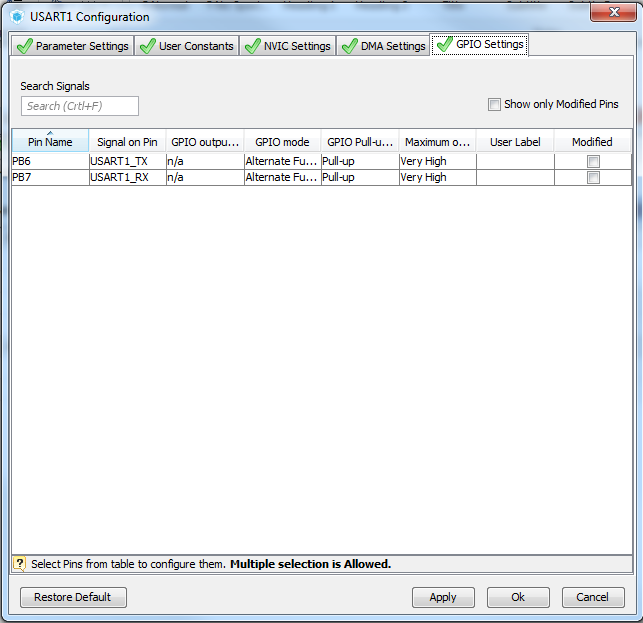 USART1 Configuration
Parameter Settings User Constants NVIC Settings DMA Settings GPIO Settings
Search Signals
Search (CrtI+F)
Show only Modified Pins
Pin Name Signal on Pin GPIO outpu... GPIO mode GPIO Pull-u... Maximum o... User Label Modified
PB6 USART1_TX n/a Alternate Fu... Pull-up Very High
PB7 USART1_RX n/a Alternate Fu... Pull-up Very High
? Select Pins from table to configure them. Multiple selection is Allowed.
Restore Default Apply Ok Cancel